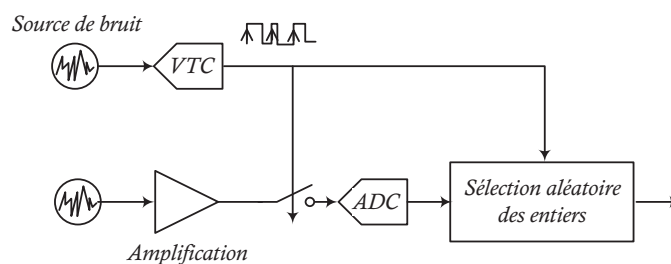 Source de bruit
VTC
ADC
Sélection aléatoire
des entiers
Amplification